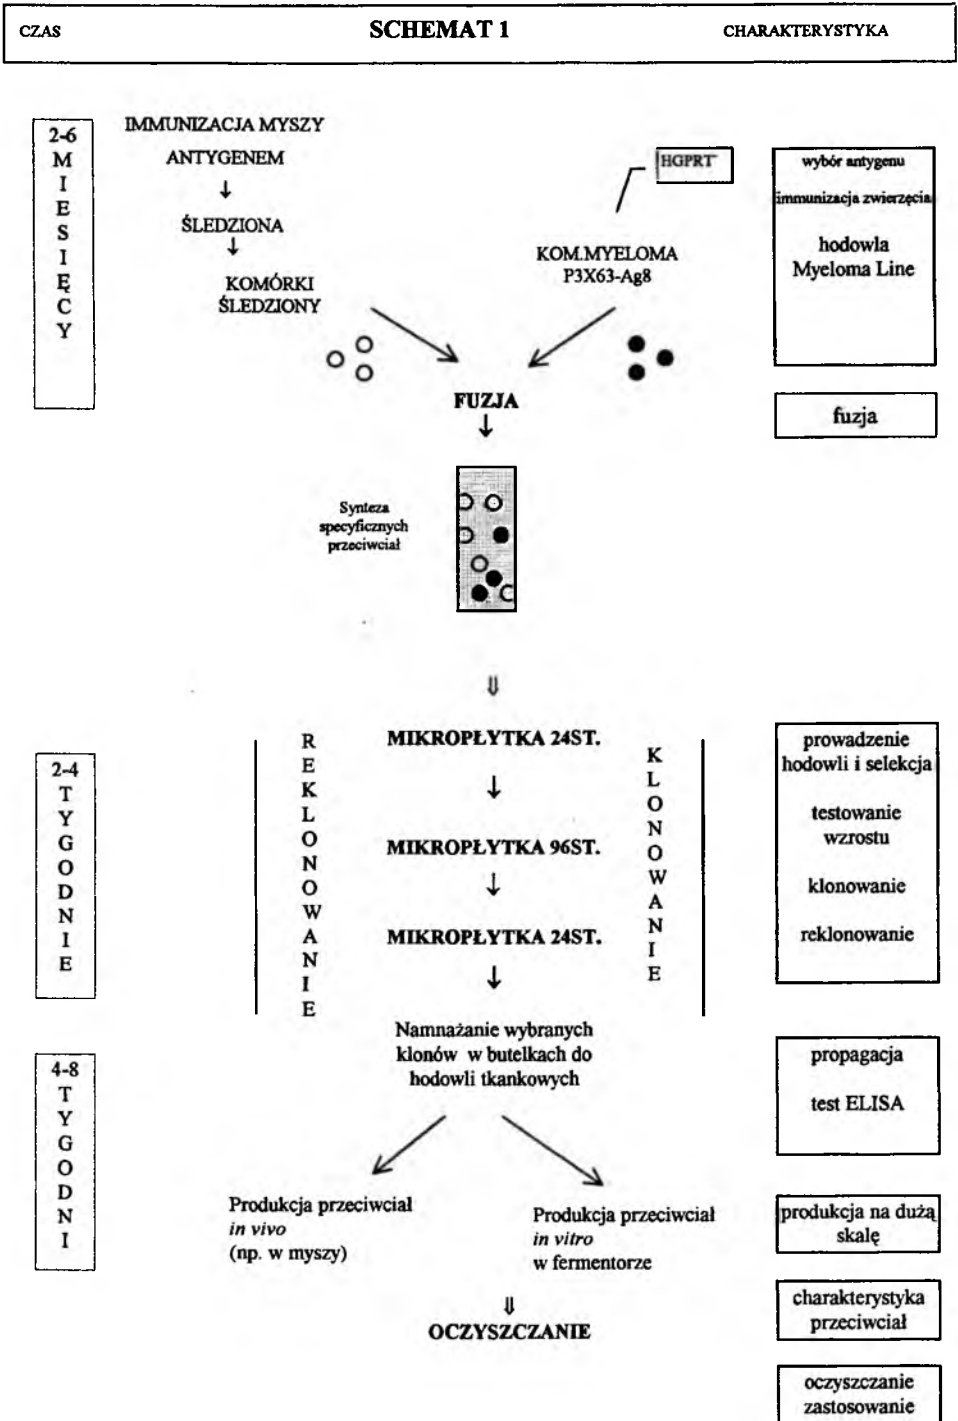 CZAS SCHEMAT 1 CHARAKTERYSTYKA
2-6
M
I
E
S
I
Ę
C
Y
IMMUNIZACJA MYSZY
ANTYGENEM
↓
ŚLEDZIONA
↓
KOMÓRKI
ŚLEDZIONY
HGPRT⁻
KOM.MYELOMA
P3X63-Ag8
wybór antygenu
immunizacja zwierzęcia
hodowla
Myeloma Line
FUZJA
↓
fuzja
Synteza
specyficznych
przeciwciał
⇓
2-4
T
Y
G
O
D
N
I
E
R
E
K
L
O
N
O
W
A
N
I
E
MIKROPŁYTKA 24ST.
↓
MIKROPŁYTKA 96ST.
↓
MIKROPŁYTKA 24ST.
↓
K
L
O
N
O
W
A
N
I
E
prowadzenie
hodowli i selekcja
testowanie
wzrostu
klonowanie
reklonowanie
4-8
T
Y
G
O
D
N
I
Namnażanie wybranych
klonów w butelkach do
hodowli tkankowych
propagacja
test ELISA
Produkcja przeciwciał
in vivo
(np. w myszy)
Produkcja przeciwciał
in vitro
w fermentorze
produkcja na dużą
skalę
⇓
OCZYSZCZANIE
charakterystyka
przeciwciał
oczyszczanie
zastosowanie